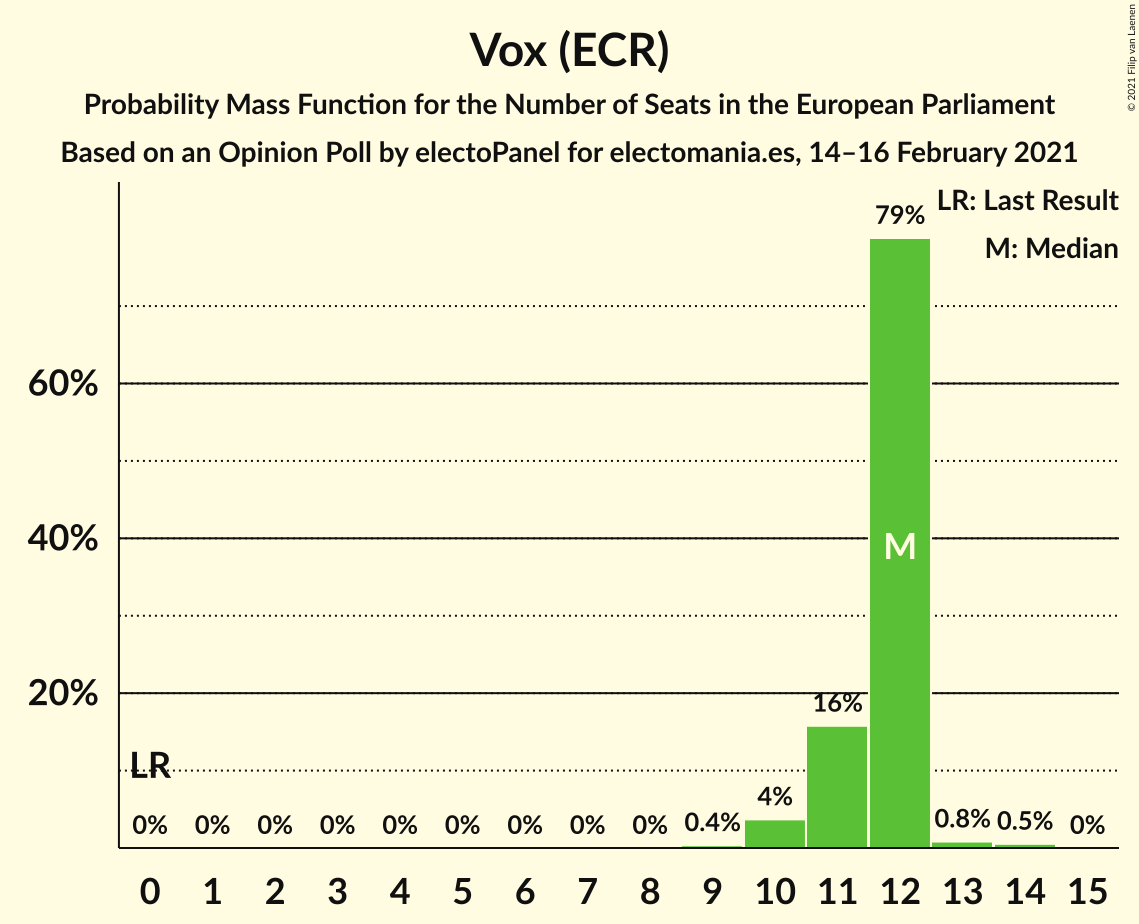 Vox (ECR)
Probability Mass Function for the Number of Seats in the European Parliament
Based on an Opinion Poll by electoPanel for electomania.es, 14–16 February 2021
© 2021 Filip van Laenen
LR: Last Result
M: Median
79%
60%
40%
M
20%
16%
LR
0% 0% 0% 0% 0% 0% 0% 0% 0% 0.4% 4% 0.8% 0.5% 0%
0 1 2 3 4 5 6 7 8 9 10 11 12 13 14 15